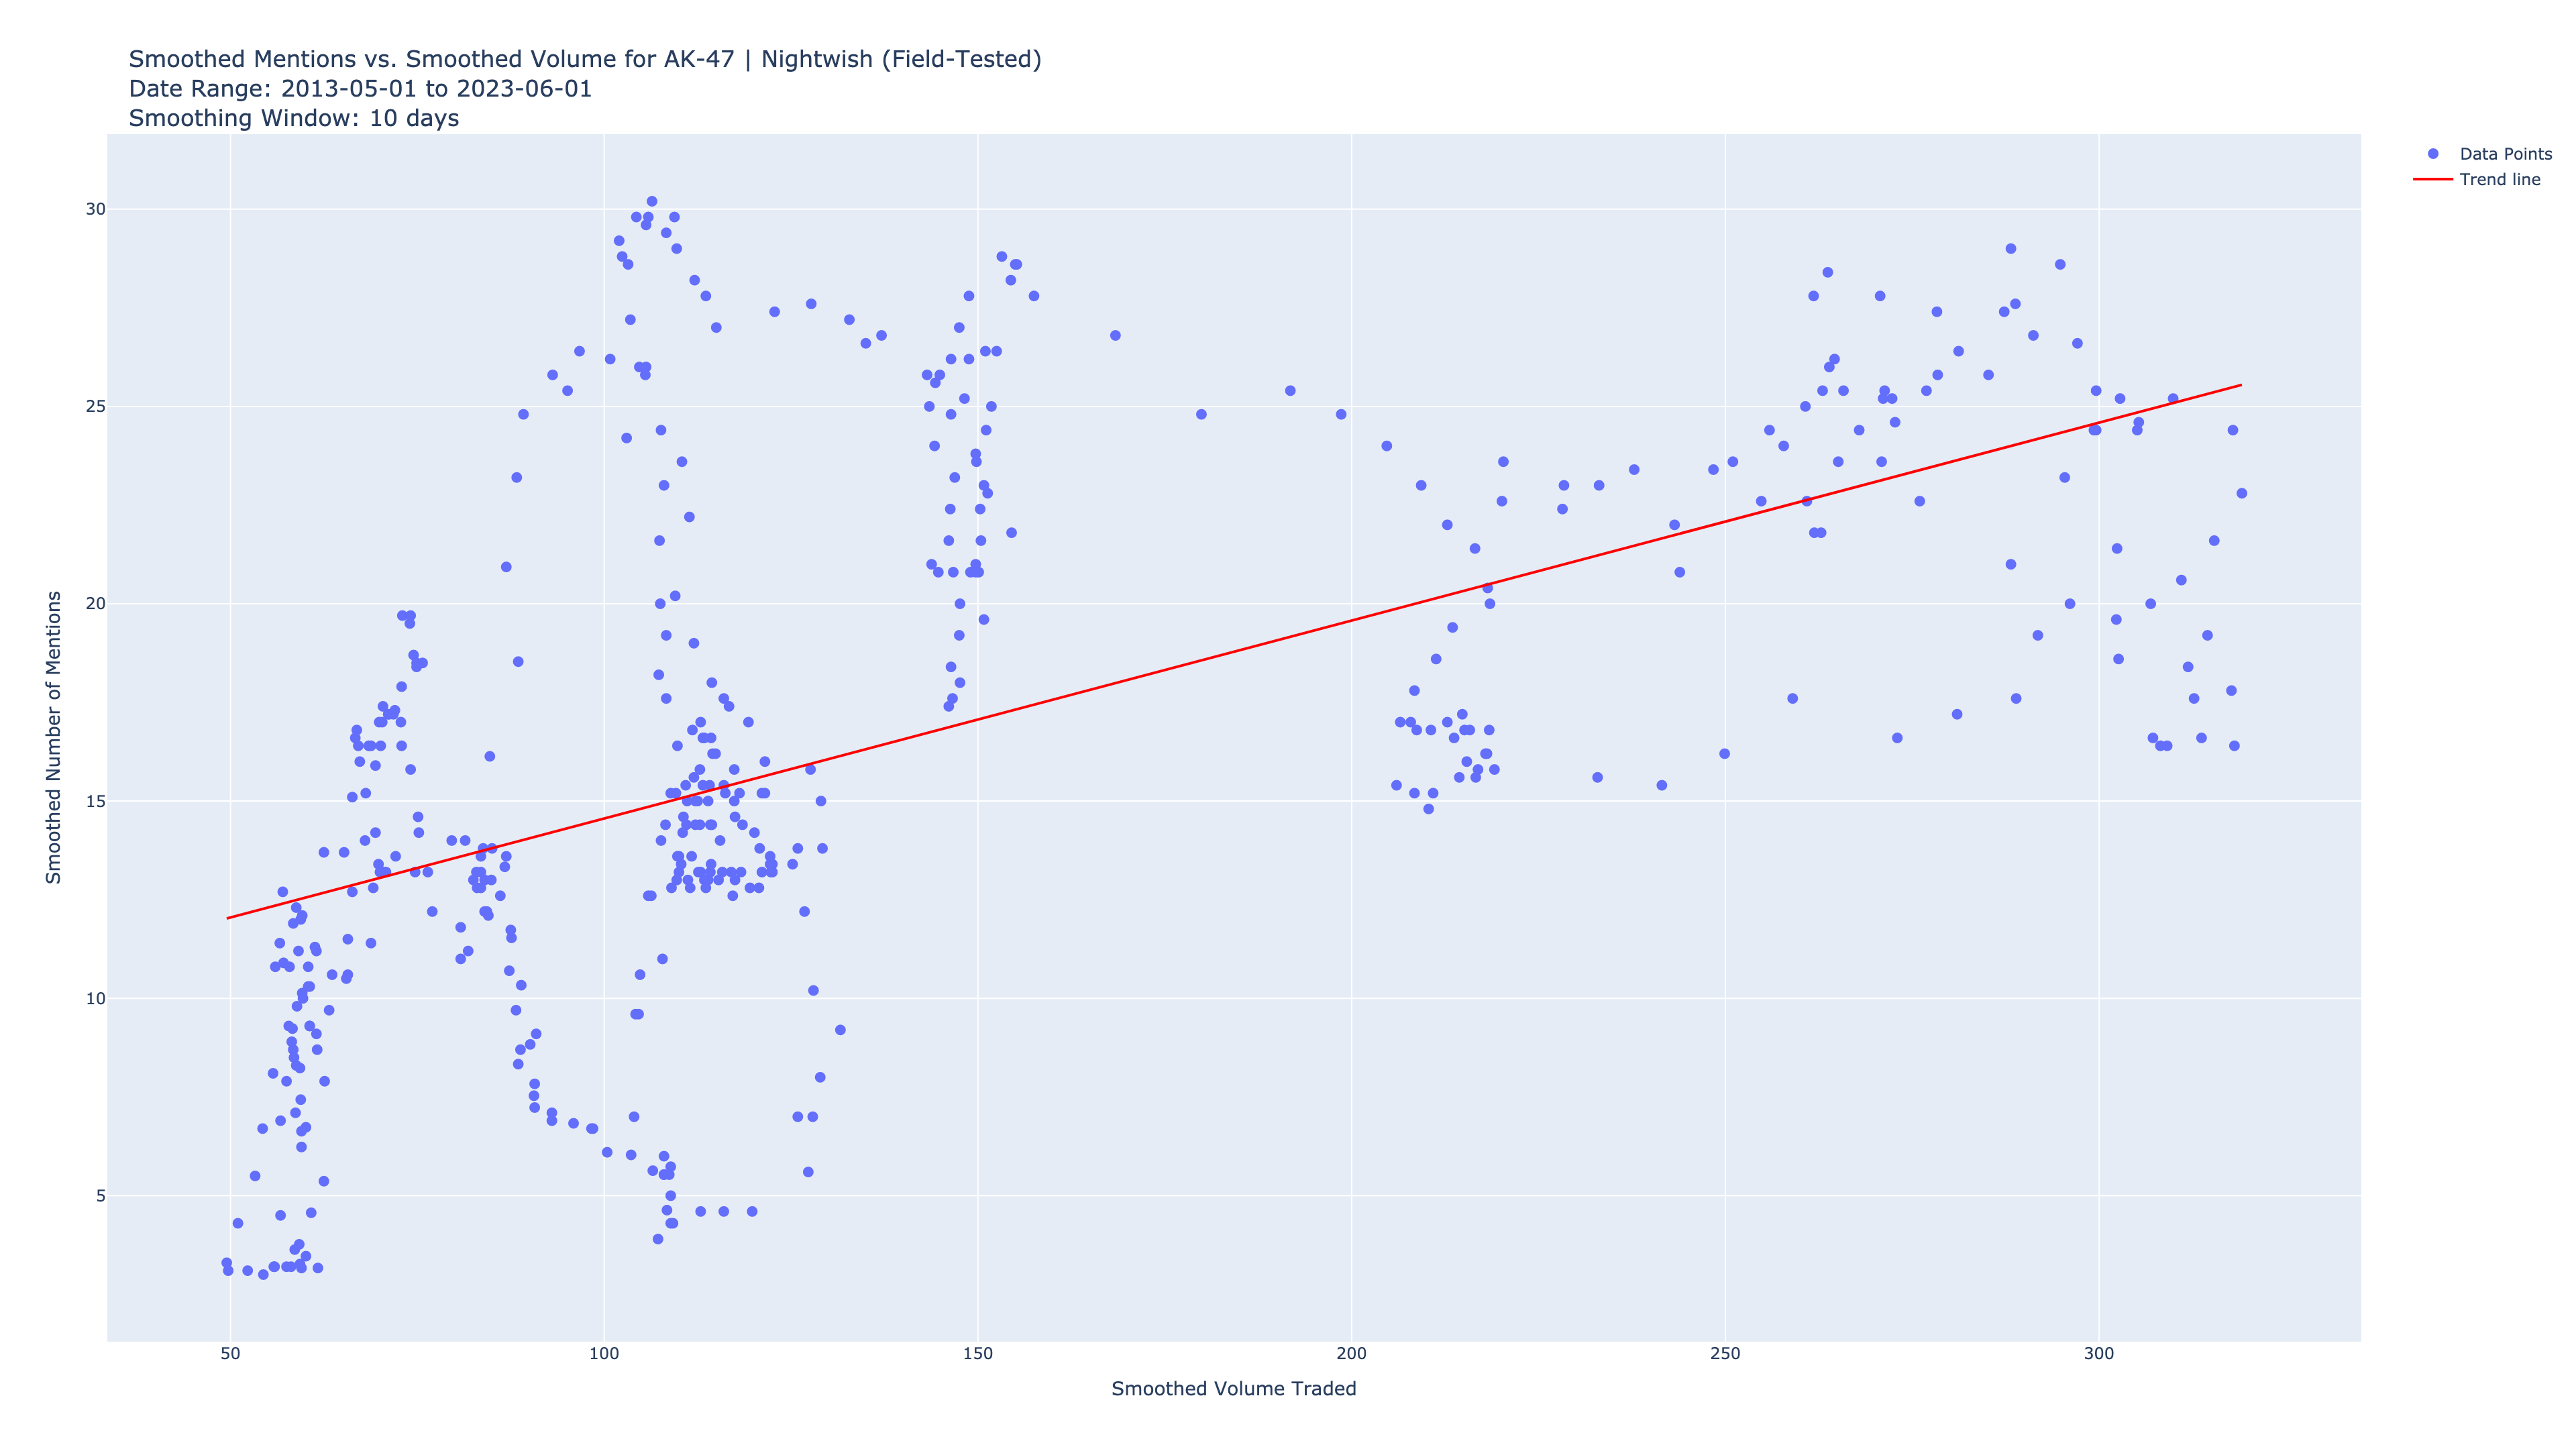 Smoothed Mentions vs. Smoothed Volume for AK-47 | Nightwish (Field-Tested)
Date Range: 2013-05-01 to 2023-06-01
Smoothing Window: 10 days
Data Points
Trend line
30
25
20
15
10
5
Smoothed Number of Mentions
50
100
150
200
250
300
Smoothed Volume Traded